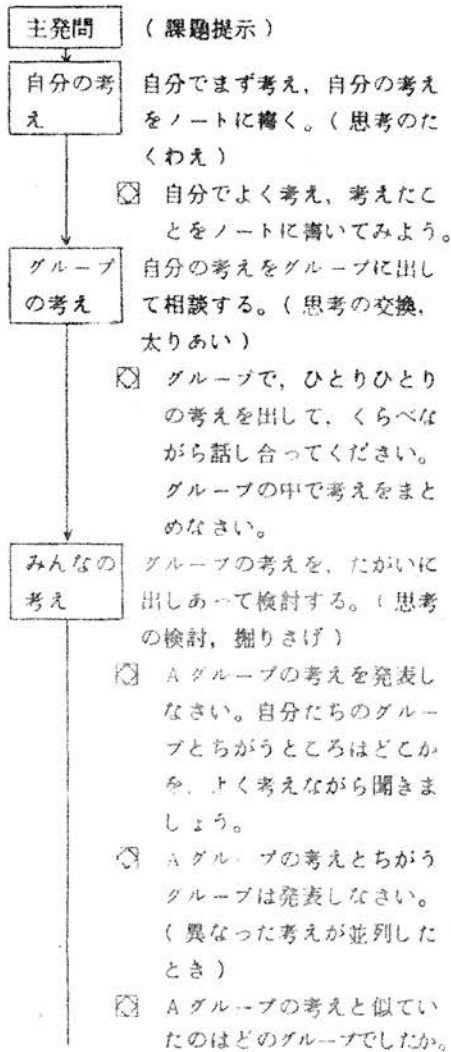 主発問 (課題提示)
自分の考え 自分でまず考え,自分の考え
をノートに書く。(思考のた
くわえ)
自分でよく考え、考えたこ
とをノートに書いてみよう。
グループの考え 自分の考えをグループに出し
て相談する。(思考の交換,
太りあい)
グループで,ひとりひとり
の考えを出して、くらべな
がら話し合ってください。
グループの中で考えをまと
めなさい。
みんなの考え グループの考えを、たがいに
出しあって検討する。(思考
の検討,掘りさげ)
Aグループの考えを発表し
なさい。自分たちのグルー
プとちがうところはどこか
を、よく考えながら聞きま
しょう。
Aグループの考えとちがう
グループは発表しなさい。
(異なった考えが並列した
とき)
Aグループの考えと似てい
たのはどのグループでしたか。